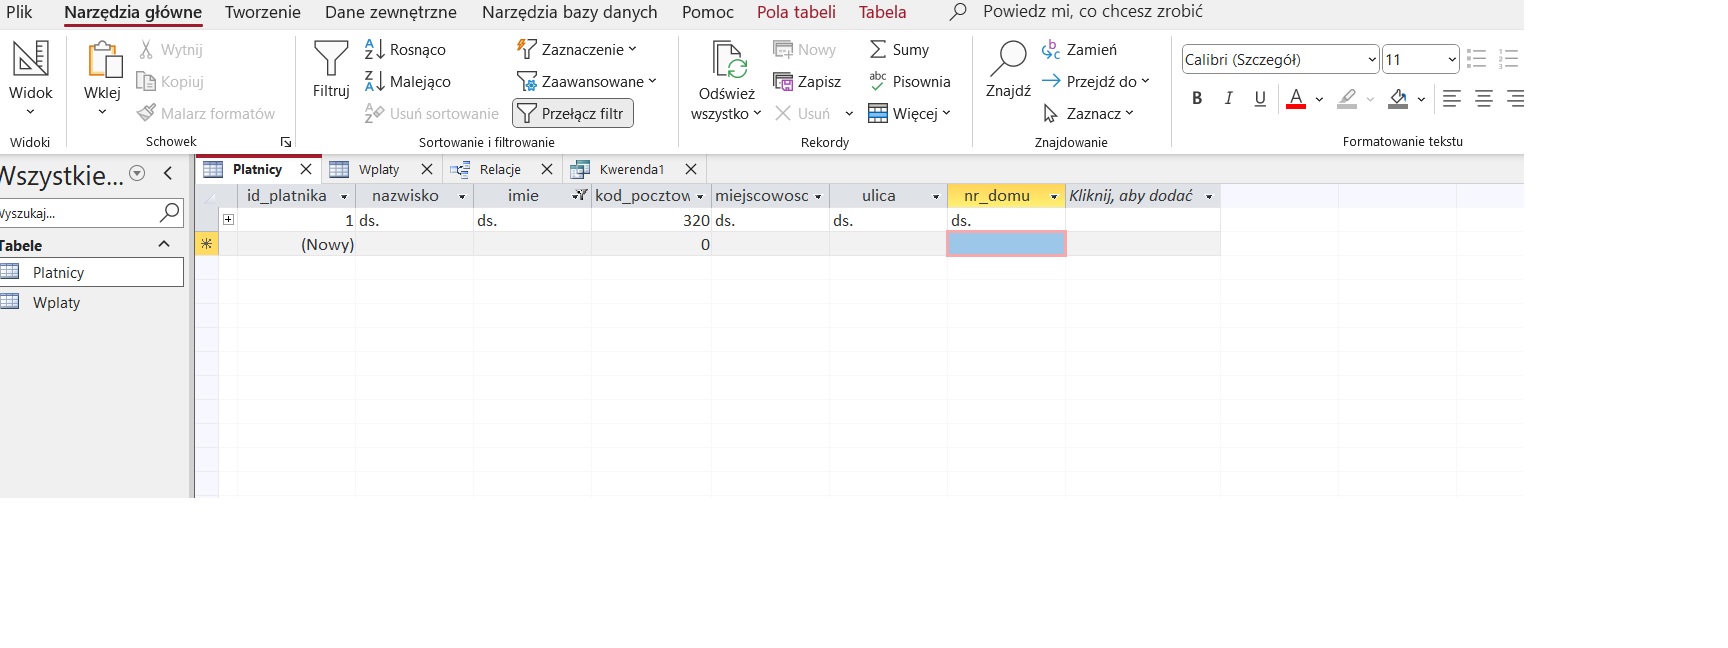 Plik Narzędzia główne Tworzenie Dane zewnętrzne Narzędzia bazy danych Pomoc Pola tabeli Tabela Powiedz mi, co chcesz zrobić
Widok
Widoki
Wklej
Wytnij
Kopiuj
Malarz formatów
Schowek
Filtruj
Rosnąco
Malejąco
Usuń sortowanie
Zaznaczenie
Zaawansowane
Przełącz filtr
Sortowanie i filtrowanie
Odśwież
wszystko
Nowy
Zapisz
Usuń
Sumy
Pisownia
Więcej
Rekordy
Znajdź
Zamień
Przejdź do
Zaznacz
Znajdowanie
Calibri (Szczegół) 11
B I U A
Formatowanie tekstu
Wszystkie...
Wyszukaj...
Tabele
Platnicy
Wplaty
Platnicy Wplaty Relacje Kwerenda1
id_platnika nazwisko imie kod_pocztow miejscowosc ulica nr_domu Kliknij, aby dodać
1 ds. ds. 320 ds. ds. ds.
(Nowy) 0